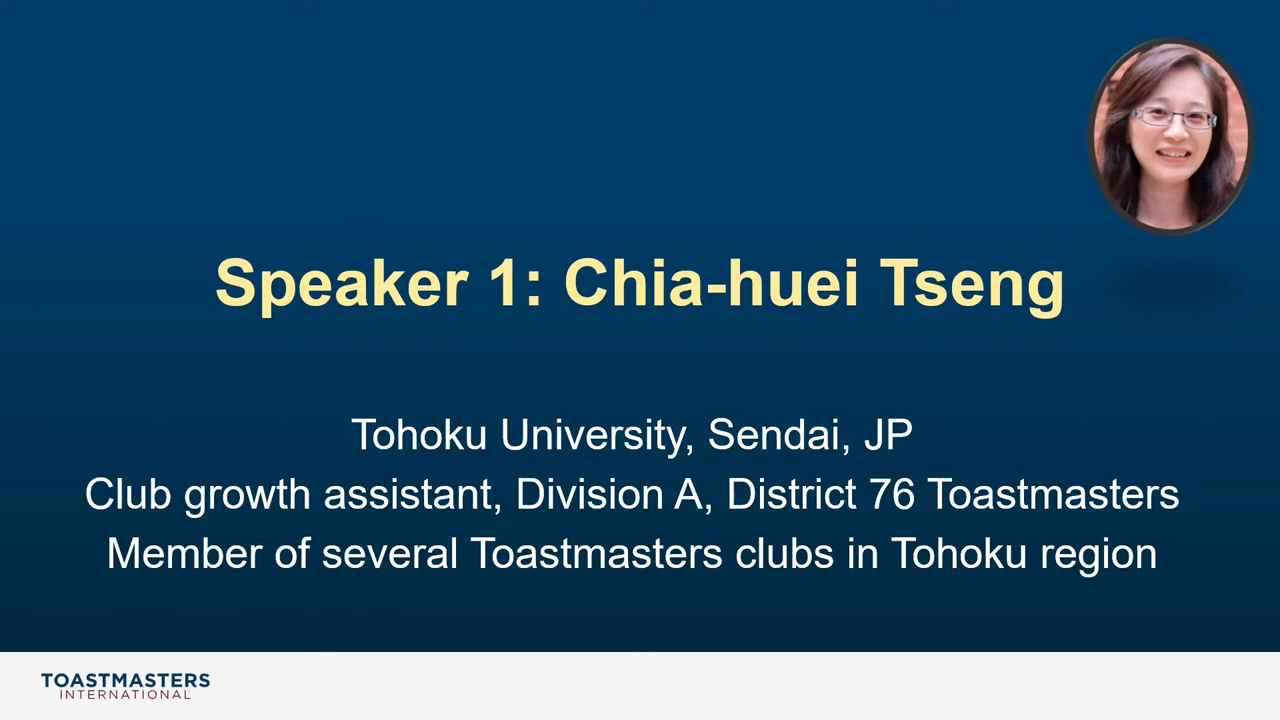 Speaker 1: Chia-huei Tseng
Tohoku University, Sendai, JP
Club growth assistant, Division A, District 76 Toastmasters
Member of several Toastmasters clubs in Tohoku region
TOASTMASTERS
INTERNATIONAL